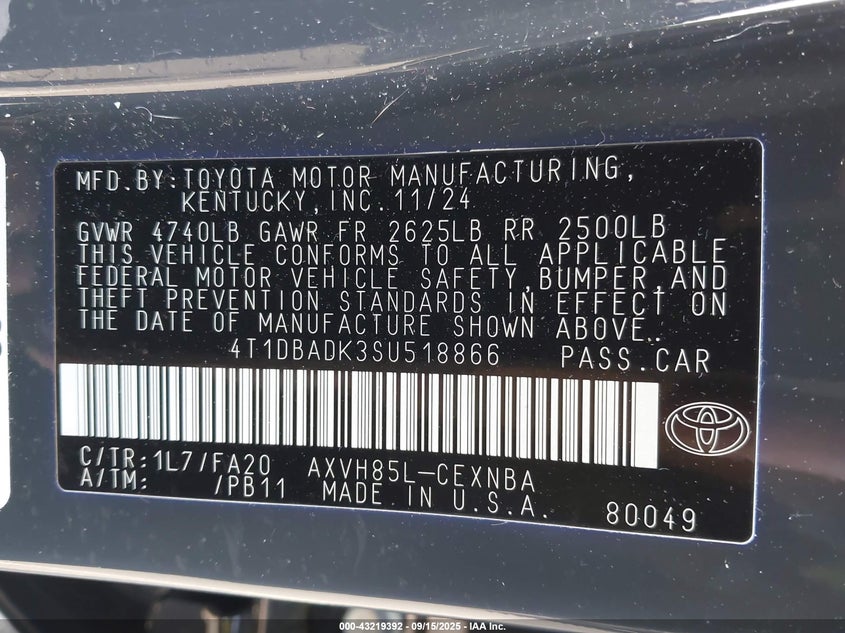 MFD.BY:TOYOTA MOTOR MANUFACTURING,
KENTUCKY,INC.11/24
GVWR 4740LB GAWR FR 2625LB RR 2500LB
THIS VEHICLE CONFORMS TO ALL APPLICABLE
FEDERAL MOTOR VEHICLE SAFETY,BUMPER,AND
THEFT PREVENTION STANDARDS IN EFFECT ON
THE DATE OF MANUFACTURE SHOWN ABOVE..
4T1DBADK3SU518866 PASS.CAR
C/TR:1L7/FA20 AXVH85L-CEXNBA
A/TM: /PB11 MADE IN U.S.A. 80049
000-43219392 - 09/15/2025 - IAA Inc.